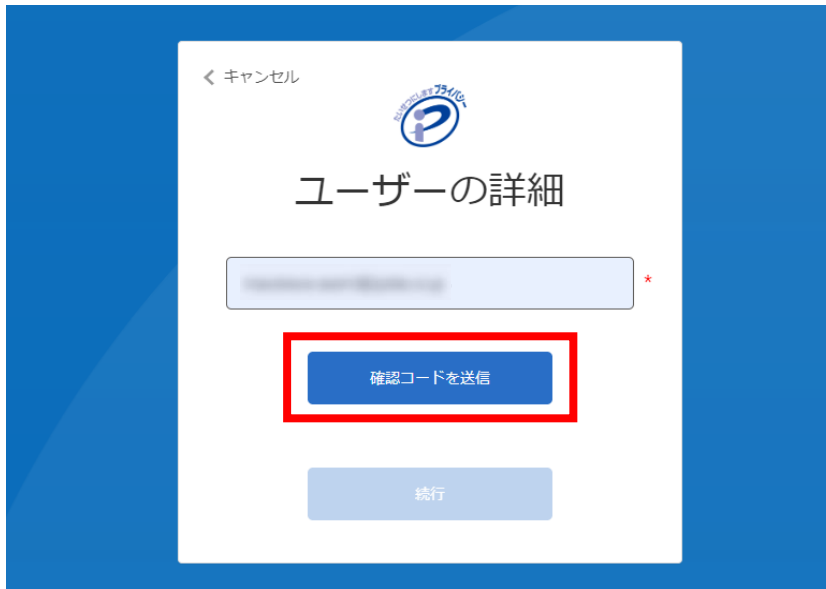 キャンセル
たいせつにしますプライバシー
ユーザーの詳細
*
確認コードを送信
続行